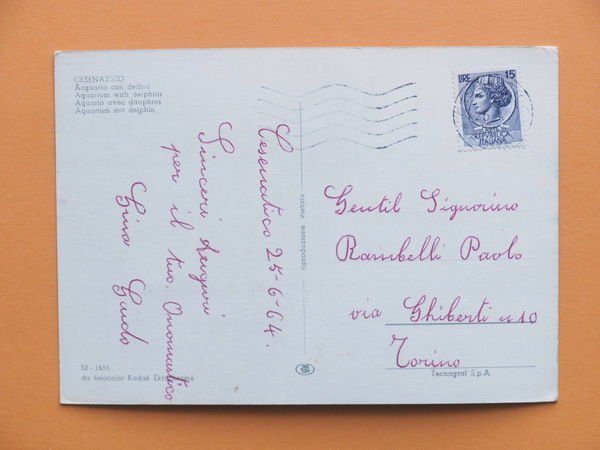 CESENATICO
Acquario con delfini
Aquarium with delphins
Aquario avec dauphins
Aquarium mit delphin,
LIRE 15
REPUBBLICA
ITALIANA
Cesenatico 25-6-64.
Sinceri Auguri
per il tuo Onomastico
Gina Guido
riproduzione vietata
Gentil Signorino
Rambelli Paolo
via Ghiberti n 10
Torino
Tecnograf S.p.A.
52 - 1455
da fotocolor Kodak Ektachrome